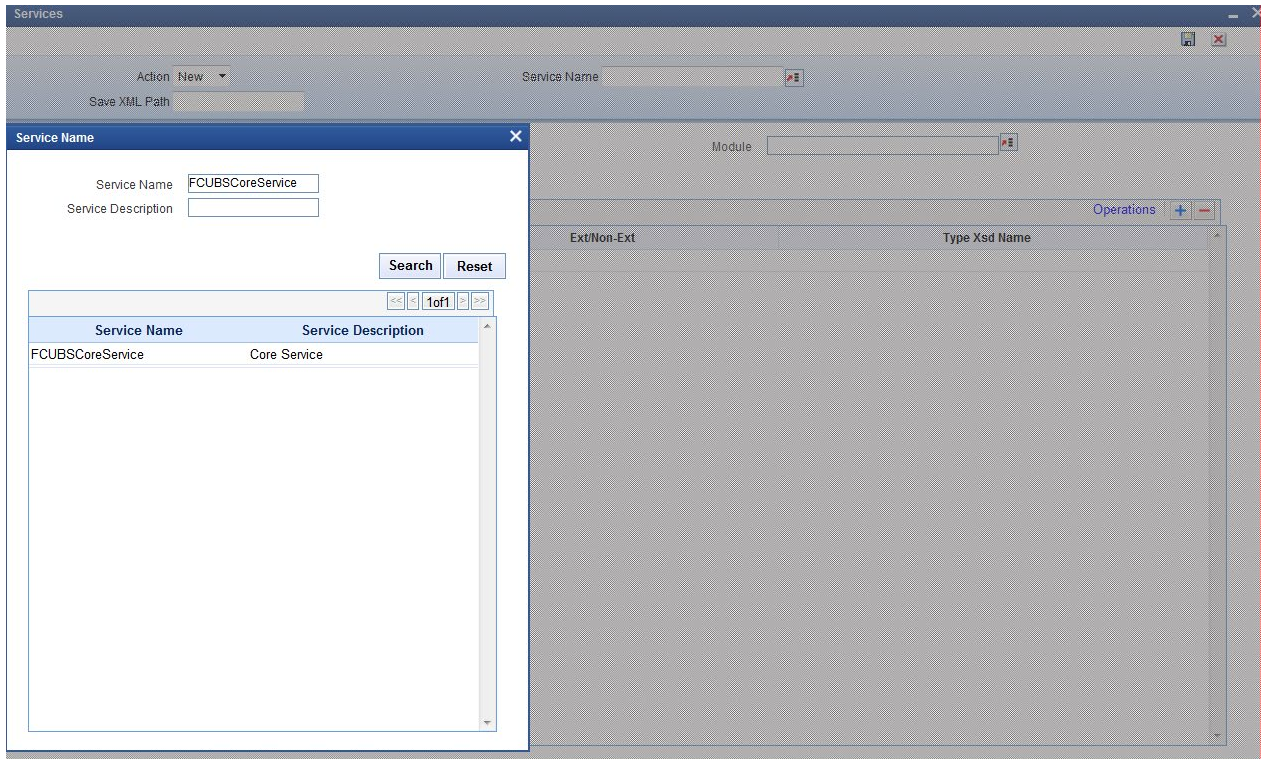 Services
Action New Service Name
Save XML Path
Service Name
Module
Service Name FCUBSCoreService
Service Description
Operations
Ext/Non-Ext Type Xsd Name
Search Reset
<< < 1of1 > >>
Service Name Service Description
FCUBSCoreService Core Service